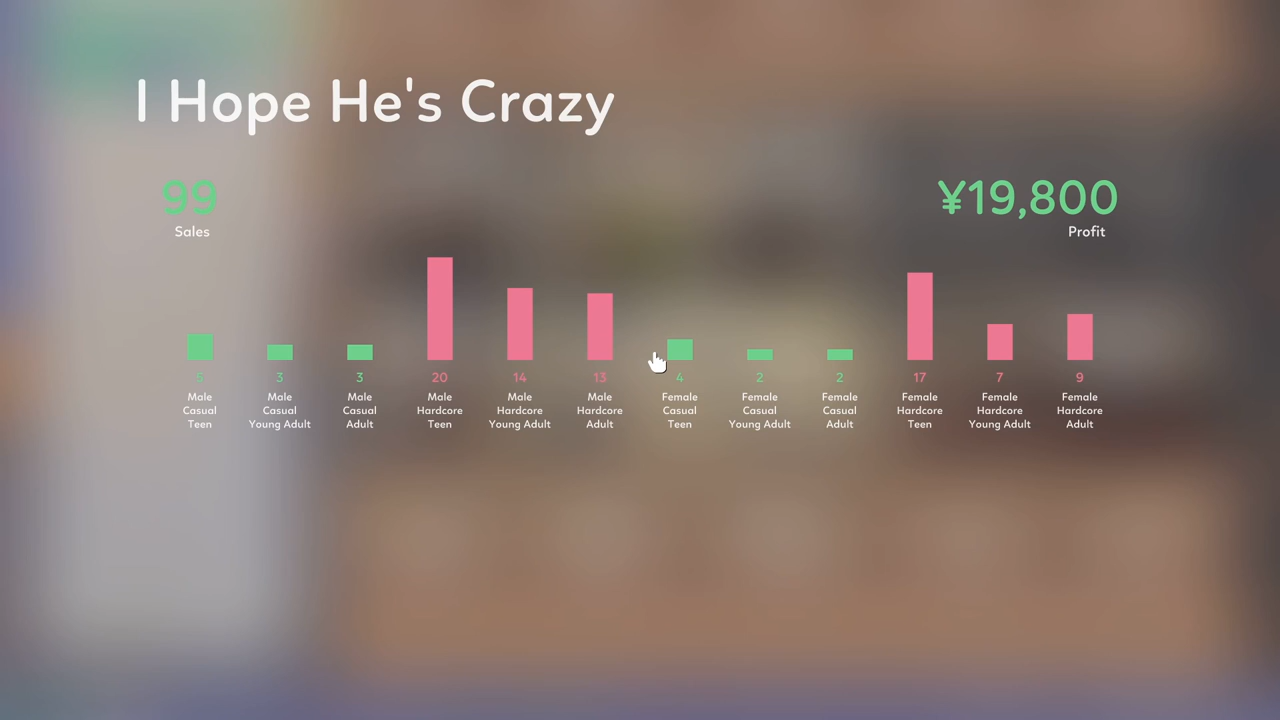 I Hope He's Crazy
99
Sales
¥19,800
Profit
5
Male
Casual
Teen
3
Male
Casual
Young Adult
3
Male
Casual
Adult
20
Male
Hardcore
Teen
14
Male
Hardcore
Young Adult
13
Male
Hardcore
Adult
4
Female
Casual
Teen
2
Female
Casual
Young Adult
2
Female
Casual
Adult
17
Female
Hardcore
Teen
7
Female
Hardcore
Young Adult
9
Female
Hardcore
Adult